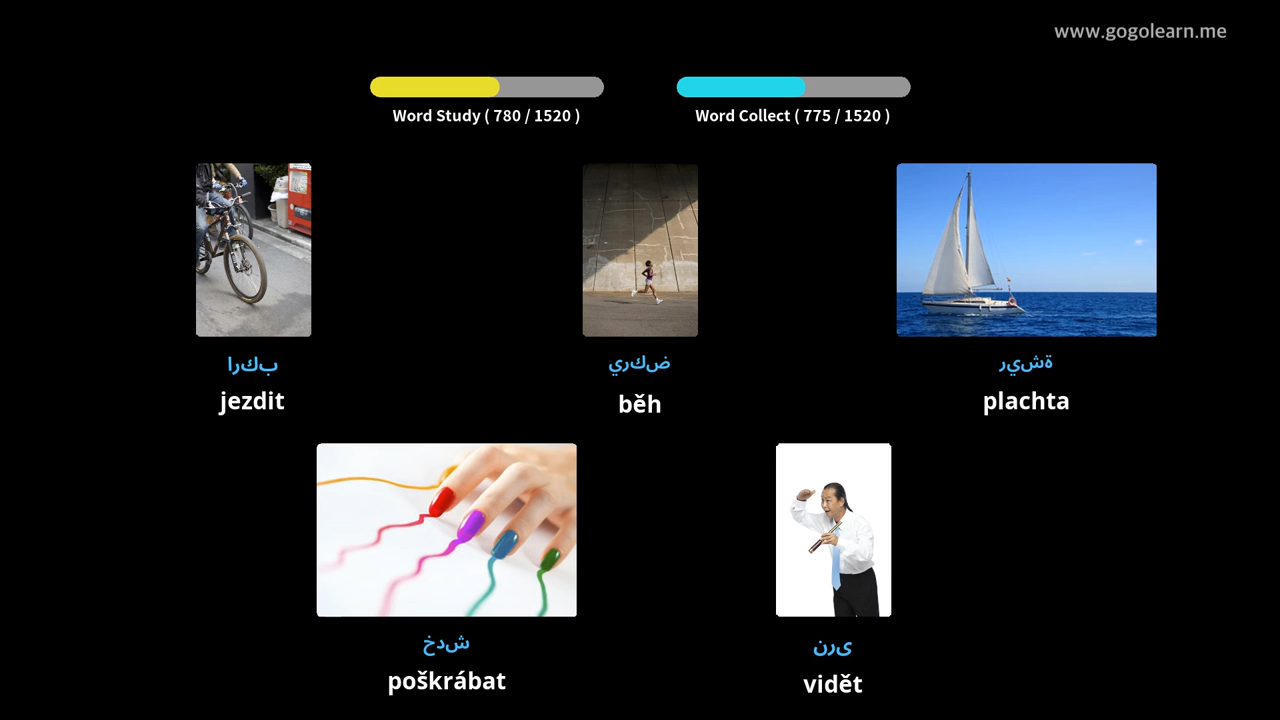 www.gogolearn.me
Word Study ( 780 / 1520 )
Word Collect ( 775 / 1520 )
بكرا
jezdit
ضكري
běh
ةشير
plachta
شدخ
poškrábat
ىرن
vidět